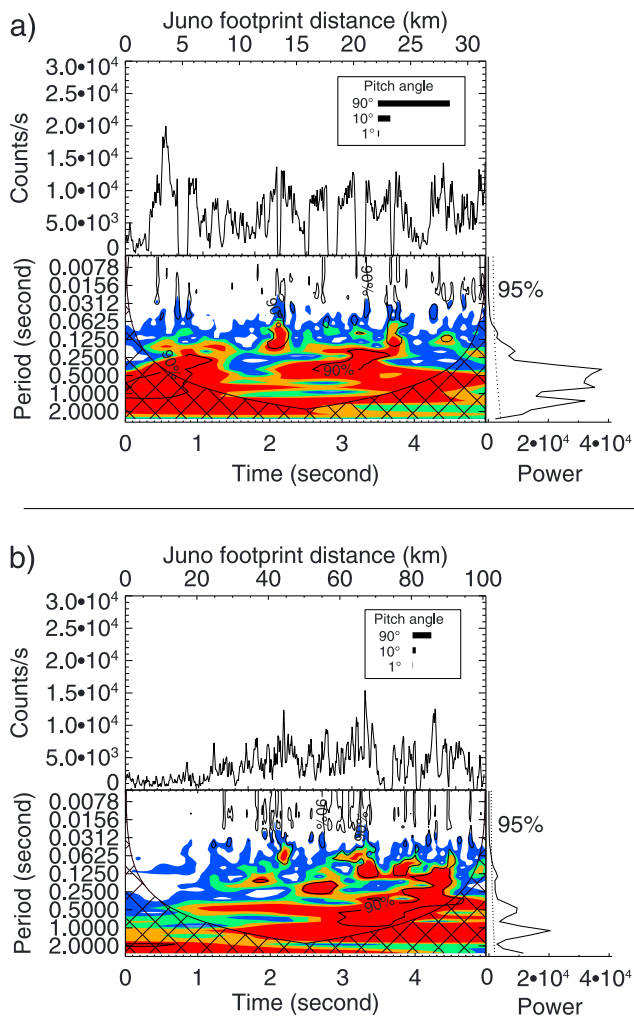 a)
Juno footprint distance (km)
0 5 10 15 20 25 30
Counts/s
3.0•10⁴
2.5•10⁴
2.0•10⁴
1.5•10⁴
1.0•10⁴
5.0•10³
0
Pitch angle
90°
10°
1°
Period (second)
0.0078
0.0156
0.0312
0.0625
0.1250
0.2500
0.5000
1.0000
2.0000
90%
90%
90%
95%
0 1 2 3 4
Time (second)
0 2•10⁴ 4•10⁴
Power
b)
Juno footprint distance (km)
0 20 40 60 80 100
Counts/s
3.0•10⁴
2.5•10⁴
2.0•10⁴
1.5•10⁴
1.0•10⁴
5.0•10³
0
Pitch angle
90°
10°
1°
Period (second)
0.0078
0.0156
0.0312
0.0625
0.1250
0.2500
0.5000
1.0000
2.0000
90%
90%
90%
95%
0 1 2 3 4
Time (second)
0 2•10⁴ 4•10⁴
Power